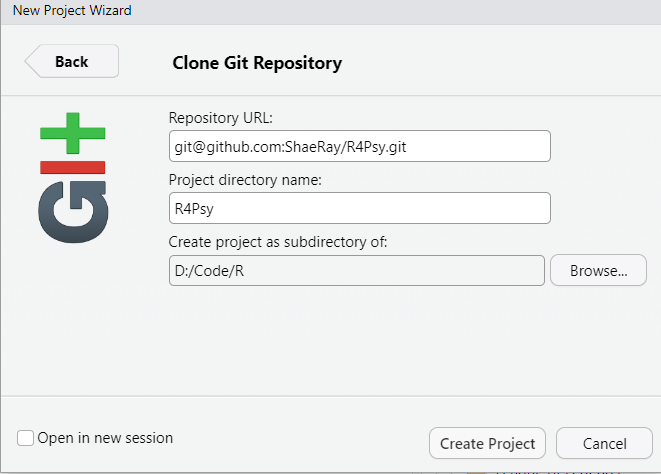 New Project Wizard
Back
Clone Git Repository
GIt
Repository URL:
git@github.com:ShaeRay/R4Psy.git
Project directory name:
R4Psy
Create project as subdirectory of:
D:/Code/R
Browse...
Open in new session
Create Project
Cancel